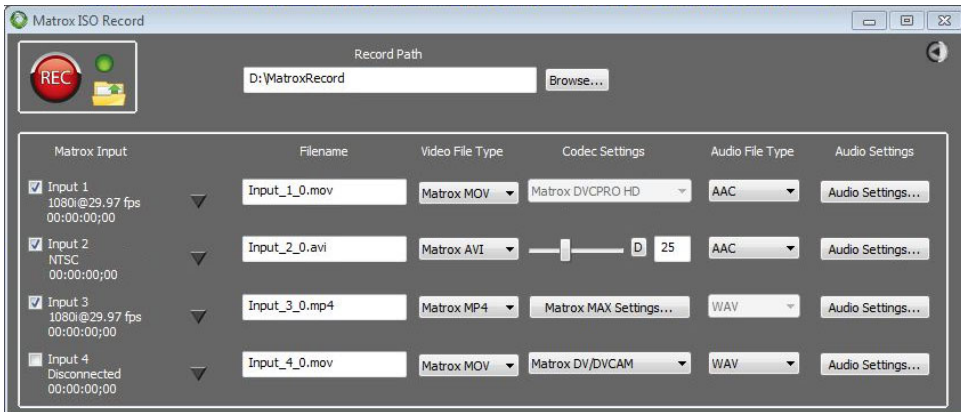 Matrox ISO Record
REC
Record Path
D:\MatroxRecord Browse...
Matrox Input Filename Video File Type Codec Settings Audio File Type Audio Settings
Input 1 Input_1_0.mov Matrox MOV Matrox DVCPRO HD AAC Audio Settings...
1080i@29.97 fps
00:00:00;00
Input 2 Input_2_0.avi Matrox AVI D 25 AAC Audio Settings...
NTSC
00:00:00;00
Input 3 Input_3_0.mp4 Matrox MP4 Matrox MAX Settings... WAV Audio Settings...
1080i@29.97 fps
00:00:00;00
Input 4 Input_4_0.mov Matrox MOV Matrox DV/DVCAM WAV Audio Settings...
Disconnected
00:00:00;00